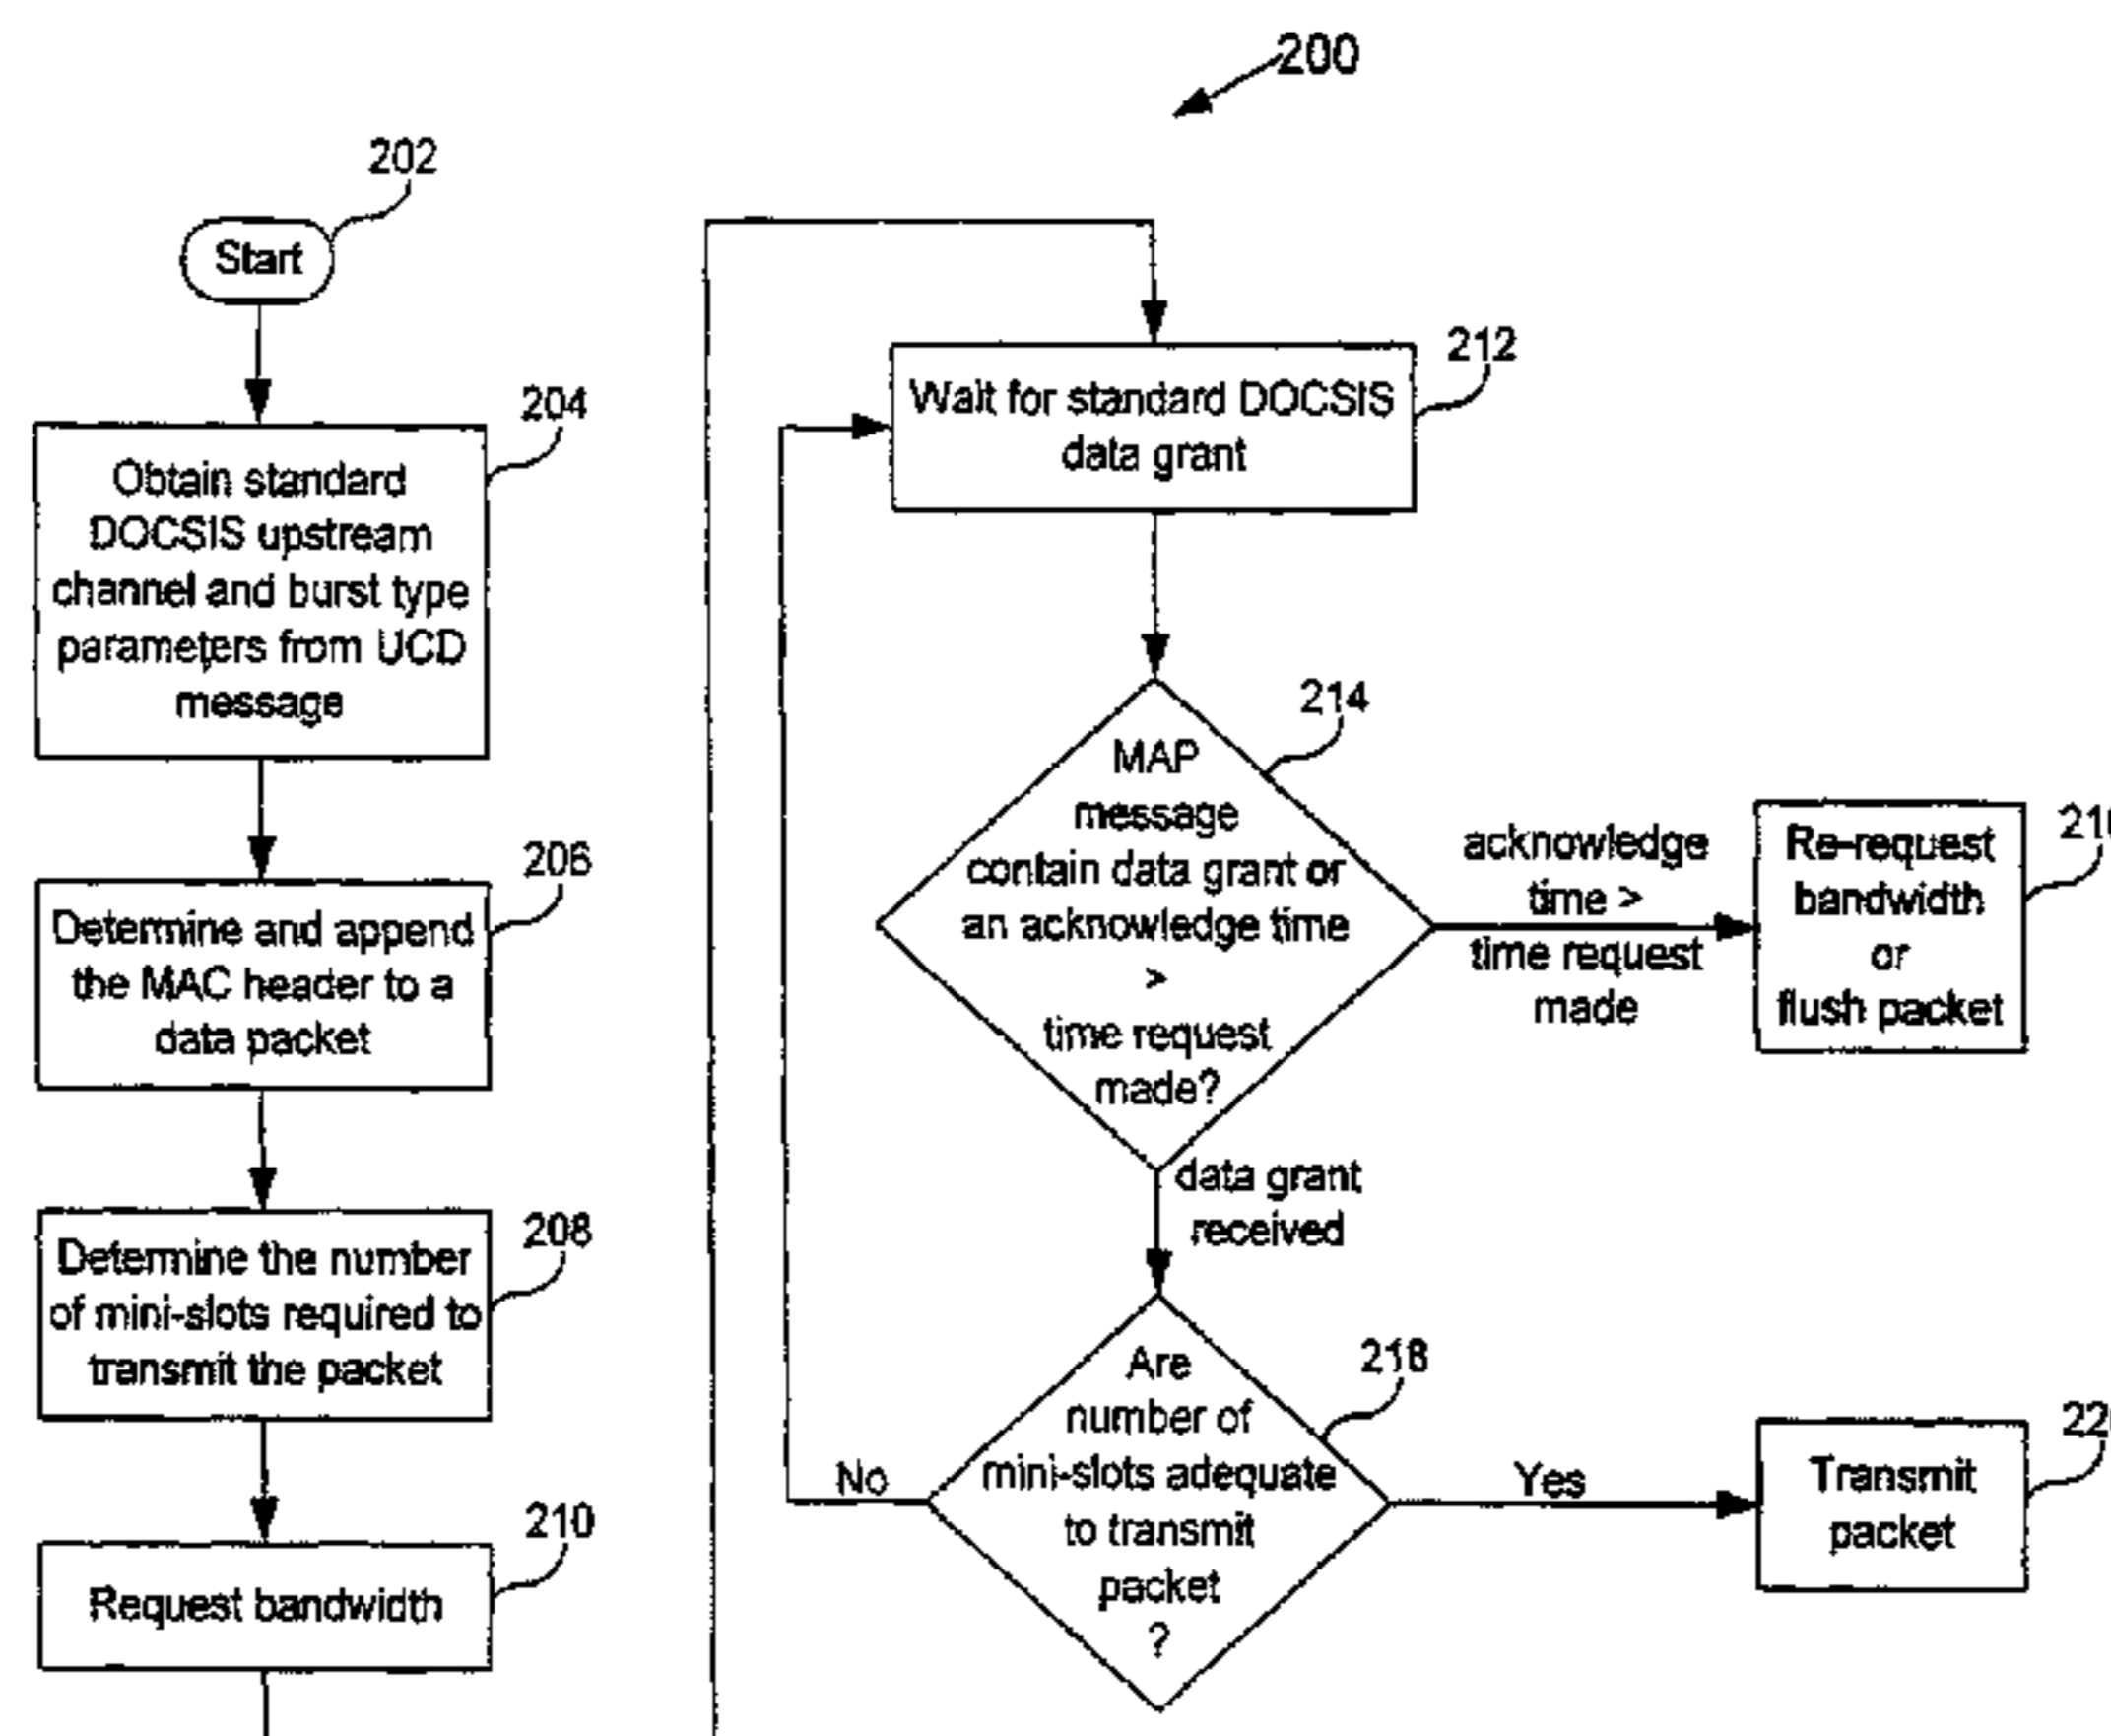 200
202
Start
204
Obtain standard
DOCSIS upstream
channel and burst type
parameters from UCD
message
206
Determine and append
the MAC header to a
data packet
208
Determine the number
of mini-slots required to
transmit the packet
210
Request bandwidth
212
Wait for standard DOCSIS
data grant
214
MAP
message
contain data grant or
an acknowledge time
>
time request
made?
acknowledge
time >
time request
made
21
Re-request
bandwidth
or
flush packet
data grant
received
218
Are
number of
mini-slots adequate
to transmit
packet
?
No
Yes
22
Transmit
packet